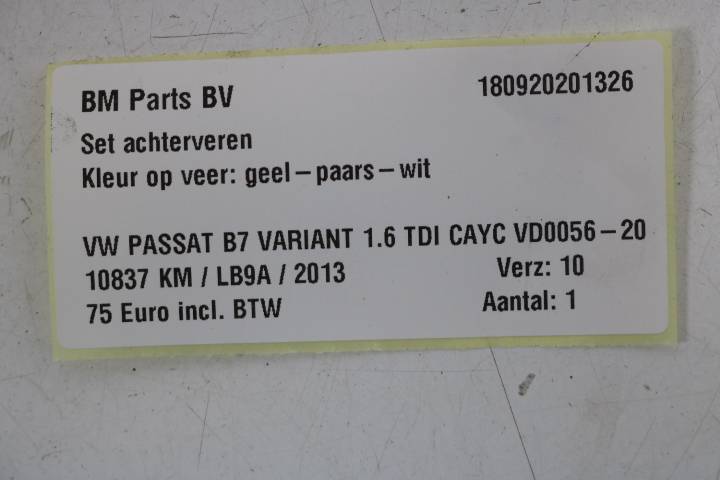 BM Parts BV 180920201326
Set achterveren
Kleur op veer: geel-paars-wit
VW PASSAT B7 VARIANT 1.6 TDI CAYC VD0056-20
10837 KM / LB9A / 2013 Verz: 10
75 Euro incl. BTW Aantal: 1